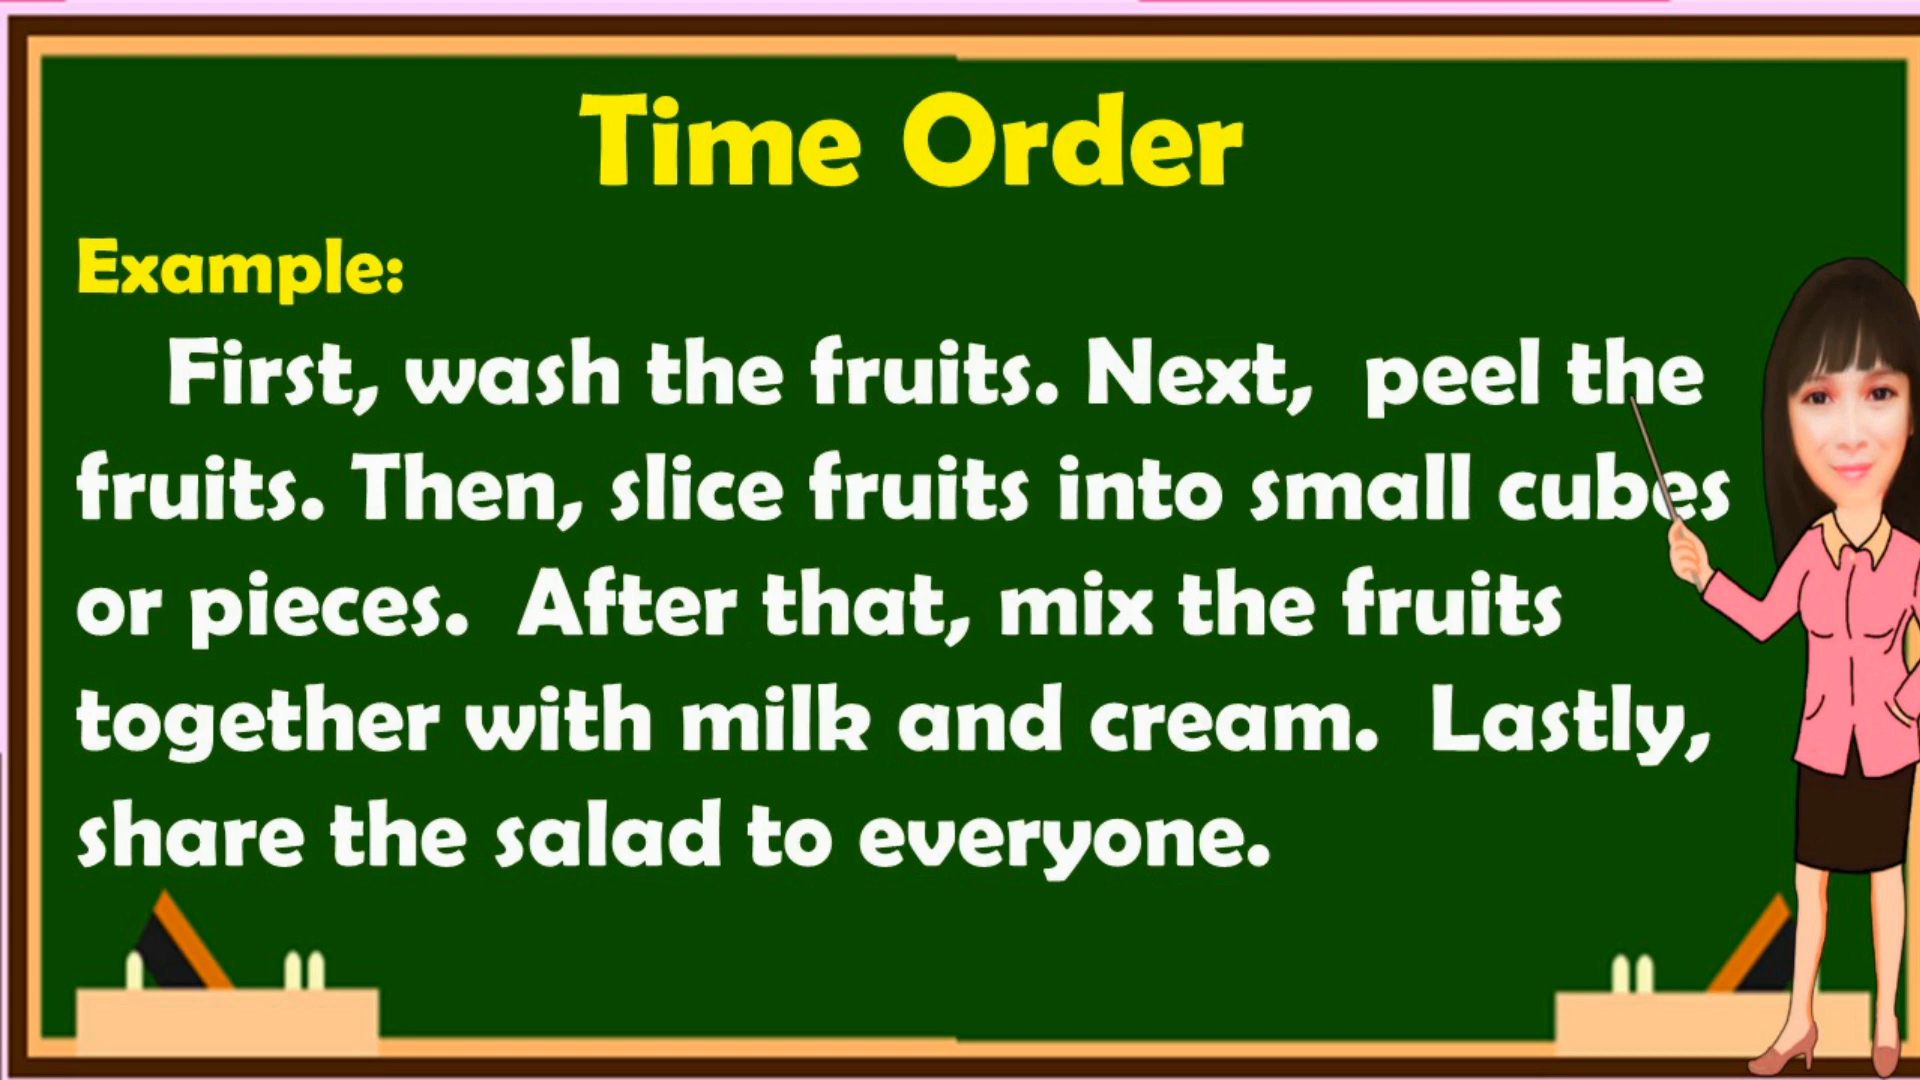 Time Order
Example:
First, wash the fruits. Next, peel the
fruits. Then, slice fruits into small cubes
or pieces. After that, mix the fruits
together with milk and cream. Lastly,
share the salad to everyone.